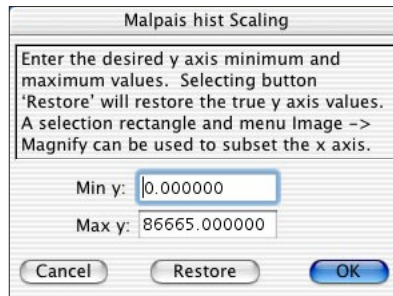 Malpais hist Scaling
Enter the desired y axis minimum and
maximum values.  Selecting button
‘Restore’ will restore the true y axis values.
A selection rectangle and menu Image ->
Magnify can be used to subset the x axis.
Min y: 0.000000
Max y: 86665.000000
Cancel Restore OK